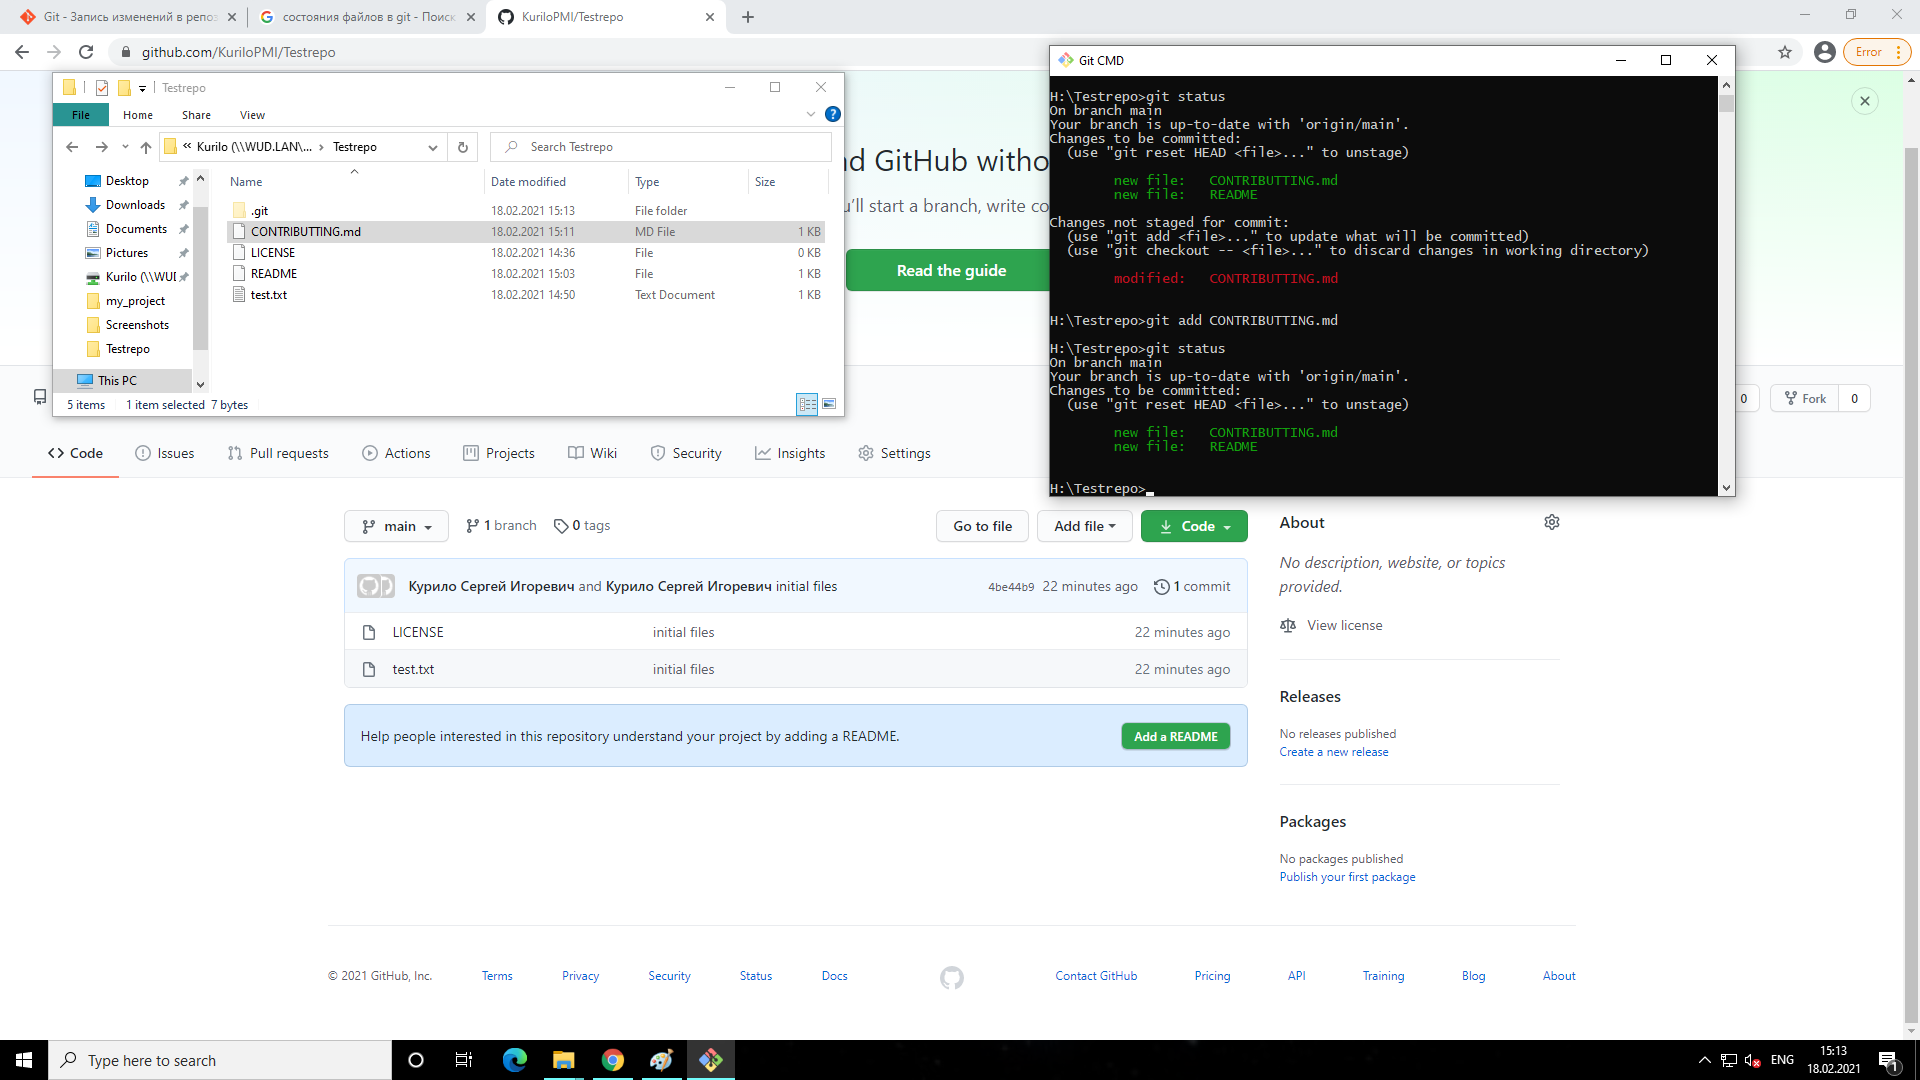 Git - Запись изменений в репоз
состояния файлов в git - Поиск
KuriloPMI/Testrepo
github.com/KuriloPMI/Testrepo
Error
Testrepo
File
Home
Share
View
Kurilo (\\WUD.LAN\... > Testrepo
Search Testrepo
Desktop
Downloads
Documents
Pictures
Kurilo (\\WUD
my_project
Screenshots
Testrepo
This PC
Name Date modified Type Size
.git 18.02.2021 15:13 File folder
CONTRIBUTTING.md 18.02.2021 15:11 MD File 1 KB
LICENSE 18.02.2021 14:36 File 0 KB
README 18.02.2021 15:03 File 1 KB
test.txt 18.02.2021 14:50 Text Document 1 KB
5 items 1 item selected 7 bytes
nd GitHub witho
u'll start a branch, write co
Read the guide
Git CMD
H:\Testrepo>git status
On branch main
Your branch is up-to-date with 'origin/main'.
Changes to be committed:
(use "git reset HEAD <file>..." to unstage)
new file: CONTRIBUTTING.md
new file: README
Changes not staged for commit:
(use "git add <file>..." to update what will be committed)
(use "git checkout -- <file>..." to discard changes in working directory)
modified: CONTRIBUTTING.md
H:\Testrepo>git add CONTRIBUTTING.md
H:\Testrepo>git status
On branch main
Your branch is up-to-date with 'origin/main'.
Changes to be committed:
(use "git reset HEAD <file>..." to unstage)
new file: CONTRIBUTTING.md
new file: README
H:\Testrepo>
0
Fork 0
Code Issues Pull requests Actions Projects Wiki Security Insights Settings
main 1 branch 0 tags
Go to file Add file Code
Курило Сергей Игоревич and Курило Сергей Игоревич initial files 4be44b9 22 minutes ago 1 commit
LICENSE initial files 22 minutes ago
test.txt initial files 22 minutes ago
Help people interested in this repository understand your project by adding a README.
Add a README
About
No description, website, or topics
provided.
View license
Releases
No releases published
Create a new release
Packages
No packages published
Publish your first package
© 2021 GitHub, Inc. Terms Privacy Security Status Docs Contact GitHub Pricing API Training Blog About
Type here to search
ENG
15:13
18.02.2021
1